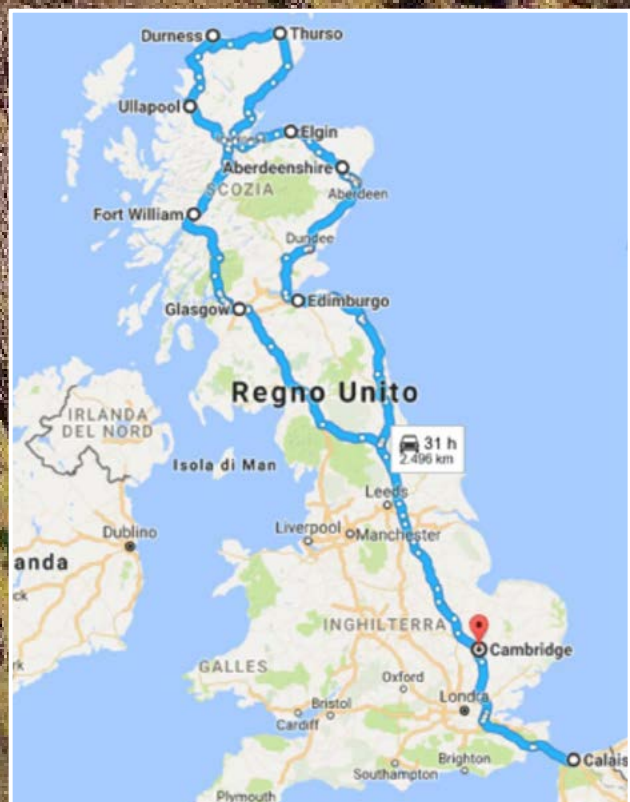 Durness
Thurso
Ullapool
Elgin
Aberdeenshire
SCOZIA
Aberdeen
Fort William
Dundee
Glasgow
Edimburgo
Regno Unito
IRLANDA
DEL NORD
31 h
2.496 km
Isola di Man
Leeds
Dublino
Liverpool
Manchester
anda
ck
INGHILTERRA
Cambridge
GALLES
rk
Oxford
Londra
Bristol
Cardiff
Calais
Brighton
Southampton
Plymouth